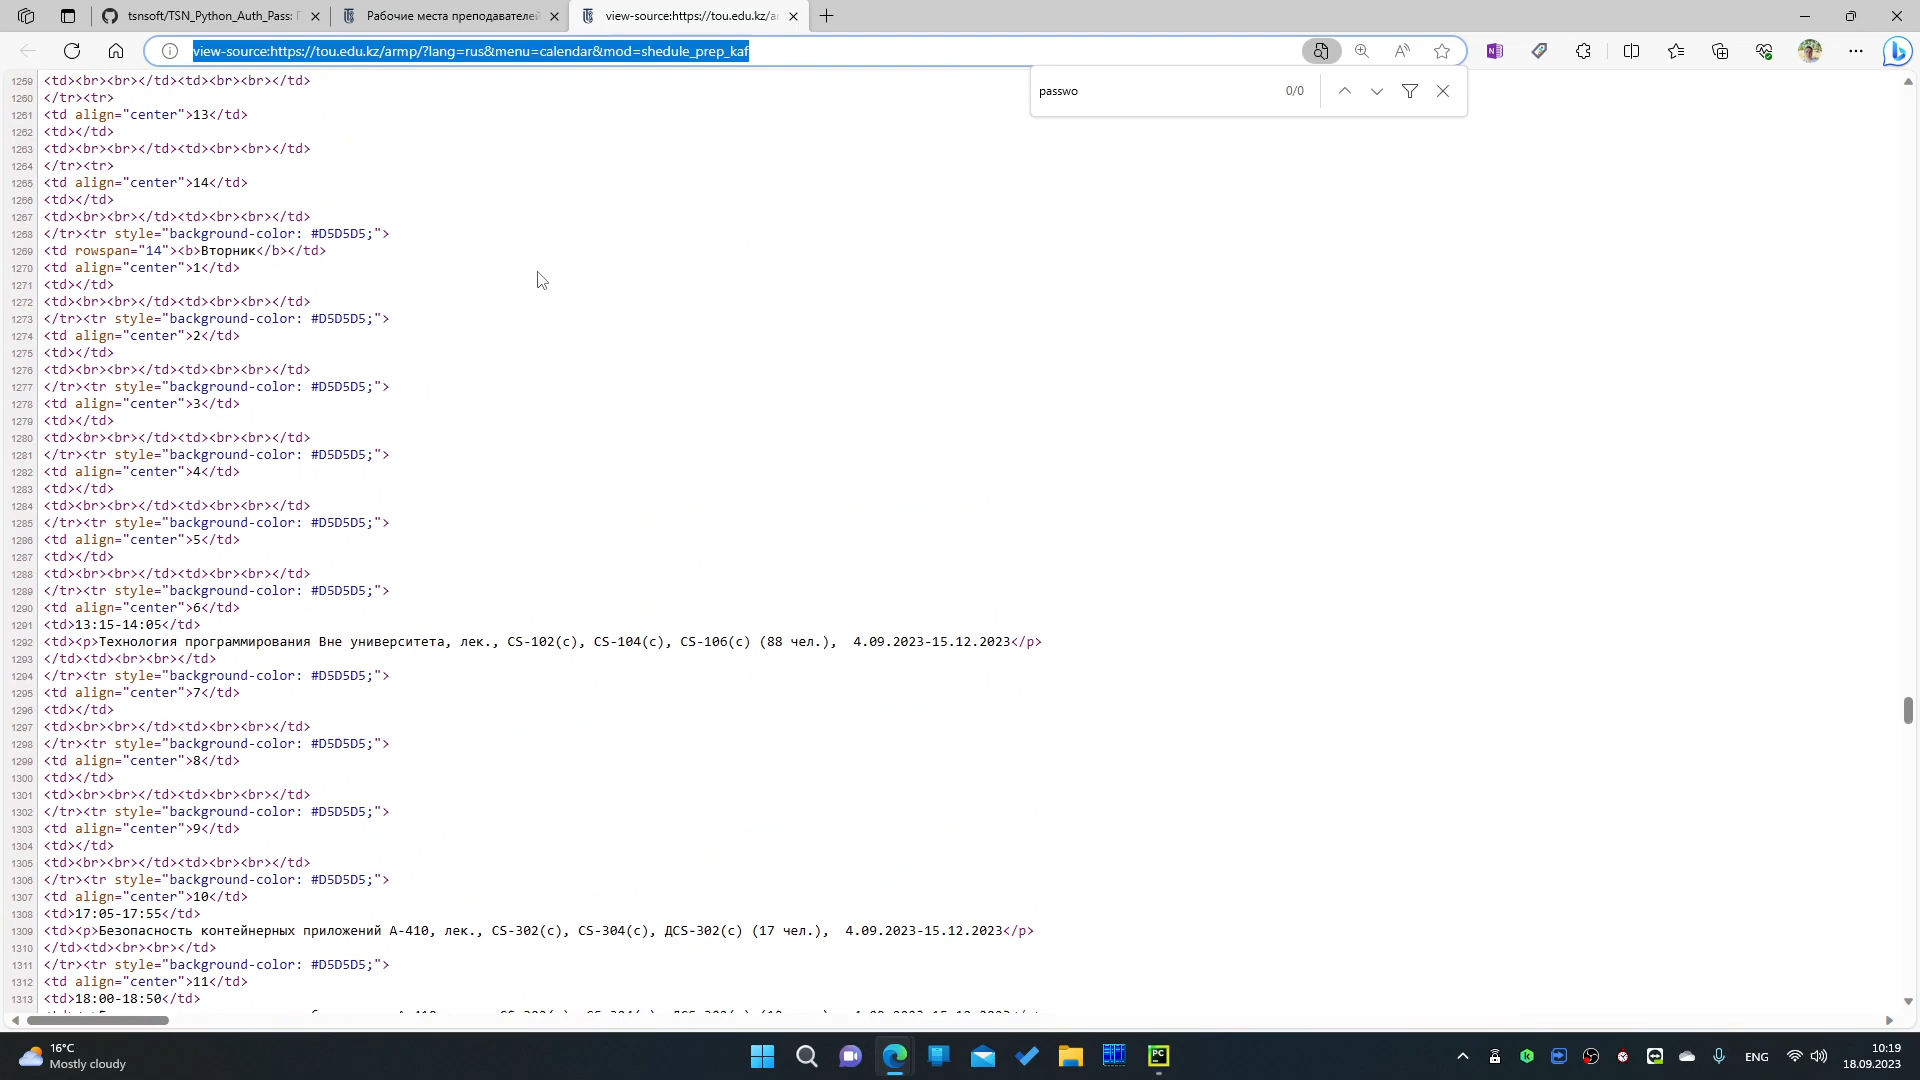 tsnsoft/TSN_Python_Auth_Pass: Г
Рабочие места преподавателей
view-source:https://tou.edu.kz/ar
view-source:https://tou.edu.kz/armp/?lang=rus&menu=calendar&mod=shedule_prep_kaf
passwo
0/0
1259 <td><br><br></td><td><br><br></td>
1260 </tr><tr>
1261 <td align="center">13</td>
1262 <td></td>
1263 <td><br><br></td><td><br><br></td>
1264 </tr><tr>
1265 <td align="center">14</td>
1266 <td></td>
1267 <td><br><br></td><td><br><br></td>
1268 </tr><tr style="background-color: #D5D5D5;">
1269 <td rowspan="14"><b>Вторник</b></td>
1270 <td align="center">1</td>
1271 <td></td>
1272 <td><br><br></td><td><br><br></td>
1273 </tr><tr style="background-color: #D5D5D5;">
1274 <td align="center">2</td>
1275 <td></td>
1276 <td><br><br></td><td><br><br></td>
1277 </tr><tr style="background-color: #D5D5D5;">
1278 <td align="center">3</td>
1279 <td></td>
1280 <td><br><br></td><td><br><br></td>
1281 </tr><tr style="background-color: #D5D5D5;">
1282 <td align="center">4</td>
1283 <td></td>
1284 <td><br><br></td><td><br><br></td>
1285 </tr><tr style="background-color: #D5D5D5;">
1286 <td align="center">5</td>
1287 <td></td>
1288 <td><br><br></td><td><br><br></td>
1289 </tr><tr style="background-color: #D5D5D5;">
1290 <td align="center">6</td>
1291 <td>13:15-14:05</td>
1292 <td><p>Технология программирования Вне университета, лек., CS-102(с), CS-104(с), CS-106(с) (88 чел.),  4.09.2023-15.12.2023</p>
1293 </td><td><br><br></td>
1294 </tr><tr style="background-color: #D5D5D5;">
1295 <td align="center">7</td>
1296 <td></td>
1297 <td><br><br></td><td><br><br></td>
1298 </tr><tr style="background-color: #D5D5D5;">
1299 <td align="center">8</td>
1300 <td></td>
1301 <td><br><br></td><td><br><br></td>
1302 </tr><tr style="background-color: #D5D5D5;">
1303 <td align="center">9</td>
1304 <td></td>
1305 <td><br><br></td><td><br><br></td>
1306 </tr><tr style="background-color: #D5D5D5;">
1307 <td align="center">10</td>
1308 <td>17:05-17:55</td>
1309 <td><p>Безопасность контейнерных приложений А-410, лек., CS-302(с), CS-304(с), ДCS-302(с) (17 чел.),  4.09.2023-15.12.2023</p>
1310 </td><td><br><br></td>
1311 </tr><tr style="background-color: #D5D5D5;">
1312 <td align="center">11</td>
1313 <td>18:00-18:50</td>
16°C
Mostly cloudy
ENG
10:19
18.09.2023